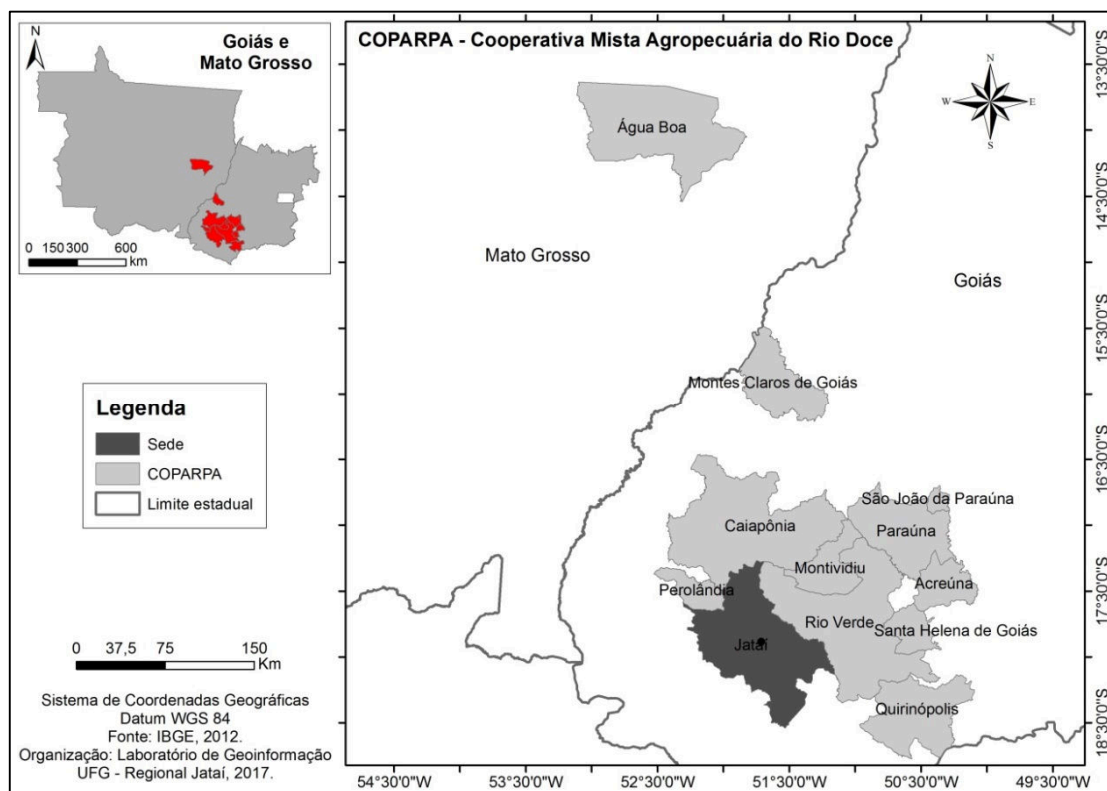 N
Goiás e
Mato Grosso
0 150 300 600
km
COPARPA - Cooperativa Mista Agropecuária do Rio Doce
N
W E
S
Água Boa
Mato Grosso
Goiás
Montes Claros de Goiás
São João da Paraúna
Caiapônia
Paraúna
Montividiu
Acreúna
Perolândia
Rio Verde
Santa Helena de Goiás
Jataí
Quirinópolis
13°30'0"S
14°30'0"S
15°30'0"S
16°30'0"S
17°30'0"S
18°30'0"S
54°30'0"W 53°30'0"W 52°30'0"W 51°30'0"W 50°30'0"W 49°30'0"W
Legenda
Sede
COPARPA
Limite estadual
0 37,5 75 150
Km
Sistema de Coordenadas Geográficas
Datum WGS 84
Fonte: IBGE, 2012.
Organização: Laboratório de Geoinformação
UFG - Regional Jataí, 2017.